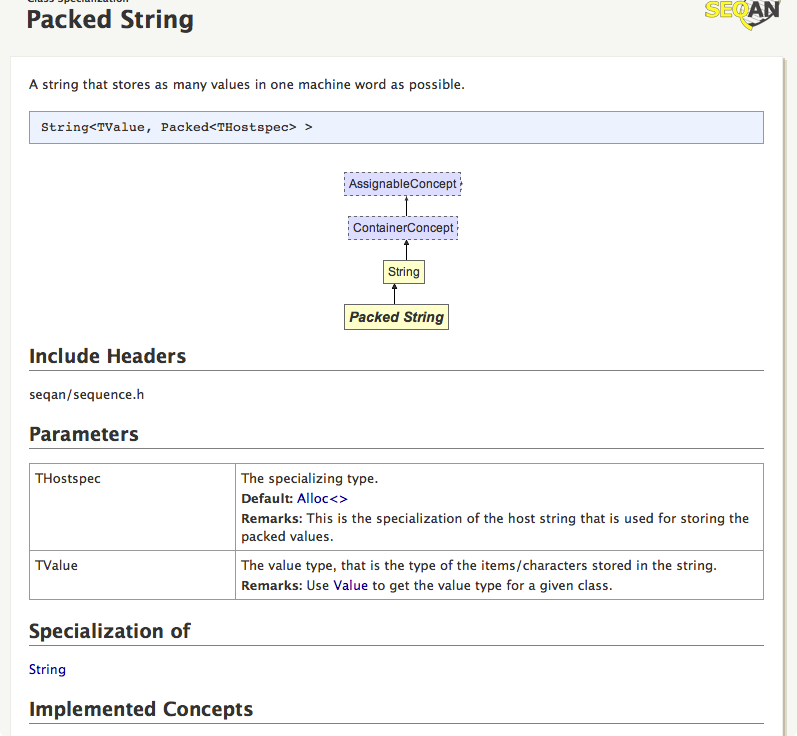 Class Specialization
Packed String
SEQAN
A string that stores as many values in one machine word as possible.
String<TValue, Packed<THostspec> >
AssignableConcept
ContainerConcept
String
Packed String
Include Headers
seqan/sequence.h
Parameters
THostspec
The specializing type.
Default: Alloc<>
Remarks: This is the specialization of the host string that is used for storing the
packed values.
TValue
The value type, that is the type of the items/characters stored in the string.
Remarks: Use Value to get the value type for a given class.
Specialization of
String
Implemented Concepts